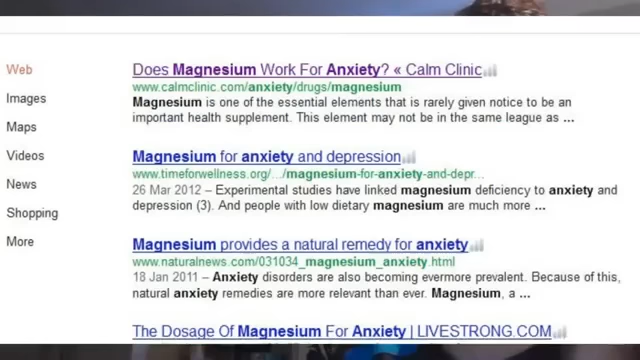 Web
Images
Maps
Videos
News
Shopping
More
Does Magnesium Work For Anxiety? « Calm Clinic
www.calmclinic.com/anxiety/drugs/magnesium
Magnesium is one of the essential elements that is rarely given notice to be an
important health supplement. This element may not be in the same league as ...
Magnesium for anxiety and depression
www.timeforwellness.org/.../magnesium-for-anxiety-and-depr...
26 Mar 2012 – Experimental studies have linked magnesium deficiency to anxiety and
depression (3). And people with low dietary magnesium are much more ...
Magnesium provides a natural remedy for anxiety
www.naturalnews.com/031034_magnesium_anxiety.html
18 Jan 2011 – Anxiety disorders are also becoming evermore prevalent. Because of this,
natural anxiety remedies are more relevant than ever. Magnesium, a ...
The Dosage Of Magnesium For Anxiety | LIVESTRONG.COM